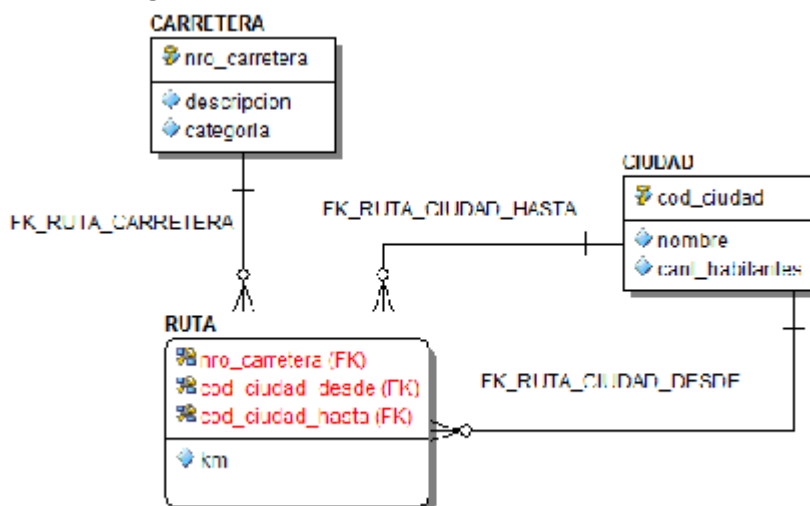 CARRETERA
nro_carretera
descripcion
categoria
CIUDAD
cod_ciudad
nombre
cant_habitantes
FK_RUTA_CARRETERA
FK_RUTA_CIUDAD_HASTA
RUTA
nro_carretera (FK)
cod_ciudad_desde (FK)
cod_ciudad_hasta (FK)
km
FK_RUTA_CIUDAD_DESDE